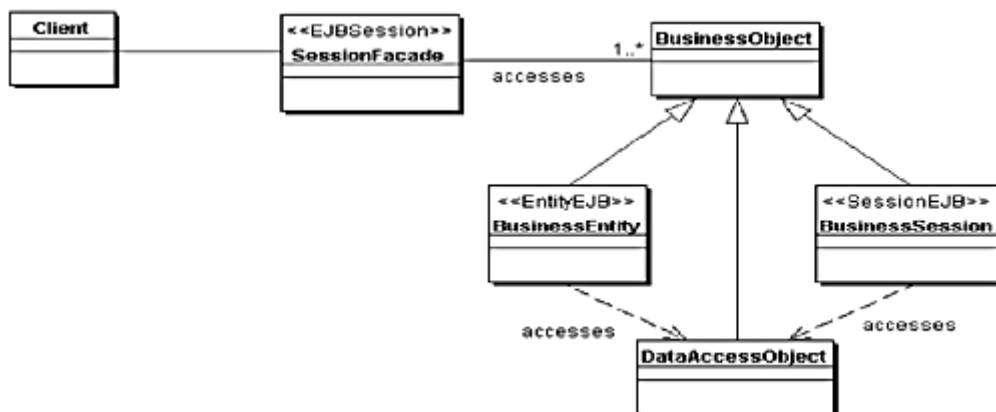 Client
<<EJBSession>>
SessionFacade
accesses
1..*
BusinessObject
<<EntityEJB>>
BusinessEntity
<<SessionEJB>>
BusinessSession
accesses
accesses
DataAccessObject